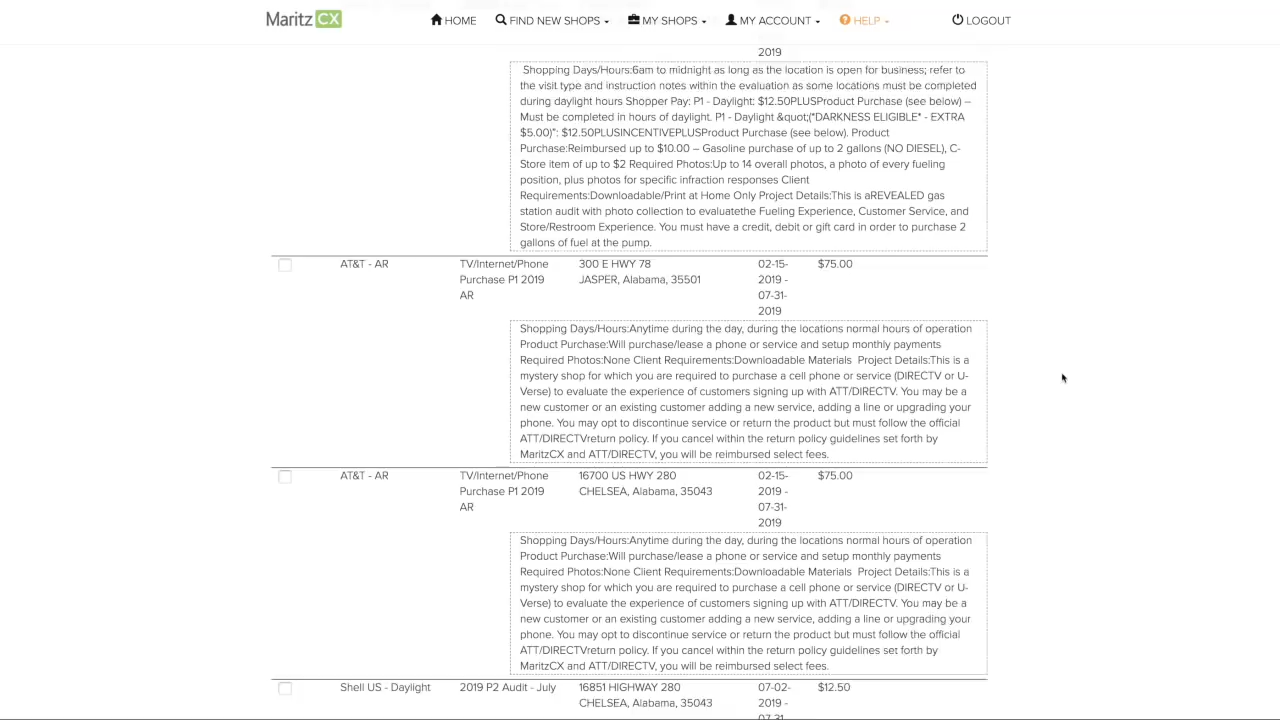 Maritz CX HOME FIND NEW SHOPS MY SHOPS MY ACCOUNT HELP LOGOUT
2019
Shopping Days/Hours:6am to midnight as long as the location is open for business; refer to
the visit type and instruction notes within the evaluation as some locations must be completed
during daylight hours Shopper Pay: P1 - Daylight: $12.50PLUSProduct Purchase (see below) –
Must be completed in hours of daylight. P1 - Daylight &quot;(*DARKNESS ELIGIBLE* - EXTRA
$5.00)": $12.50PLUSINCENTIVEPLUSProduct Purchase (see below). Product
Purchase:Reimbursed up to $10.00 – Gasoline purchase of up to 2 gallons (NO DIESEL), C-
Store item of up to $2 Required Photos:Up to 14 overall photos, a photo of every fueling
position, plus photos for specific infraction responses Client
Requirements:Downloadable/Print at Home Only Project Details:This is aREVEALED gas
station audit with photo collection to evaluatethe Fueling Experience, Customer Service, and
Store/Restroom Experience. You must have a credit, debit or gift card in order to purchase 2
gallons of fuel at the pump.
AT&T - AR TV/Internet/Phone 300 E HWY 78 02-15- $75.00
Purchase P1 2019 JASPER, Alabama, 35501 2019 -
AR 07-31-
2019
Shopping Days/Hours:Anytime during the day, during the locations normal hours of operation
Product Purchase:Will purchase/lease a phone or service and setup monthly payments
Required Photos:None Client Requirements:Downloadable Materials Project Details:This is a
mystery shop for which you are required to purchase a cell phone or service (DIRECTV or U-
Verse) to evaluate the experience of customers signing up with ATT/DIRECTV. You may be a
new customer or an existing customer adding a new service, adding a line or upgrading your
phone. You may opt to discontinue service or return the product but must follow the official
ATT/DIRECTVreturn policy. If you cancel within the return policy guidelines set forth by
MaritzCX and ATT/DIRECTV, you will be reimbursed select fees.
AT&T - AR TV/Internet/Phone 16700 US HWY 280 02-15- $75.00
Purchase P1 2019 CHELSEA, Alabama, 35043 2019 -
AR 07-31-
2019
Shopping Days/Hours:Anytime during the day, during the locations normal hours of operation
Product Purchase:Will purchase/lease a phone or service and setup monthly payments
Required Photos:None Client Requirements:Downloadable Materials Project Details:This is a
mystery shop for which you are required to purchase a cell phone or service (DIRECTV or U-
Verse) to evaluate the experience of customers signing up with ATT/DIRECTV. You may be a
new customer or an existing customer adding a new service, adding a line or upgrading your
phone. You may opt to discontinue service or return the product but must follow the official
ATT/DIRECTVreturn policy. If you cancel within the return policy guidelines set forth by
MaritzCX and ATT/DIRECTV, you will be reimbursed select fees.
Shell US - Daylight 2019 P2 Audit - July 16851 HIGHWAY 280 07-02- $12.50
CHELSEA, Alabama, 35043 2019 -
07-31-